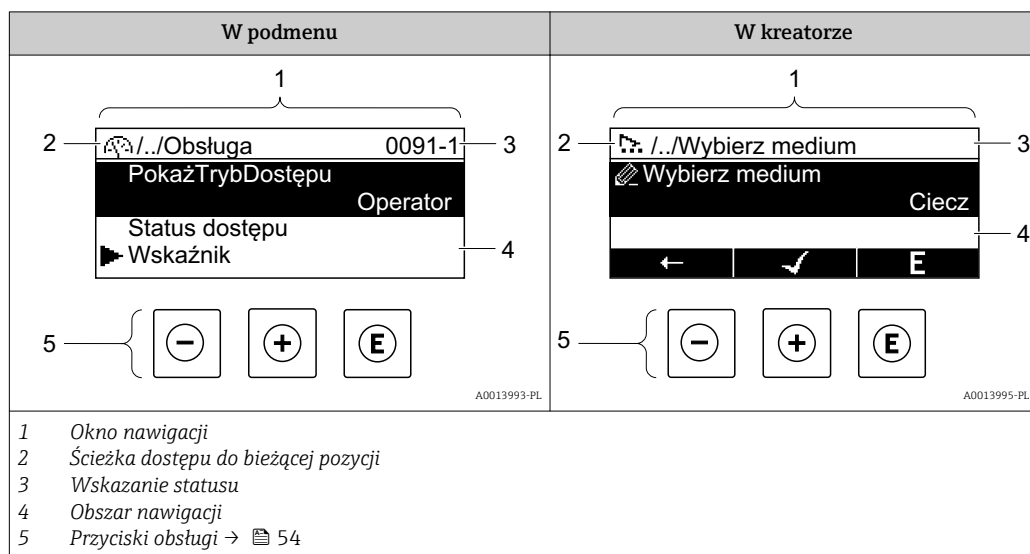 W podmenu
W kreatorze
1
2
/../Obsługa 0091-1
3
PokażTrybDostępu
Operator
Status dostępu
Wskaźnik
4
5
- + E
A0013993-PL
1
2
/../Wybierz medium
3
Wybierz medium
Ciecz
4
← ✓ E
5
- + E
A0013995-PL
1 Okno nawigacji
2 Ścieżka dostępu do bieżącej pozycji
3 Wskazanie statusu
4 Obszar nawigacji
5 Przyciski obsługi → 54